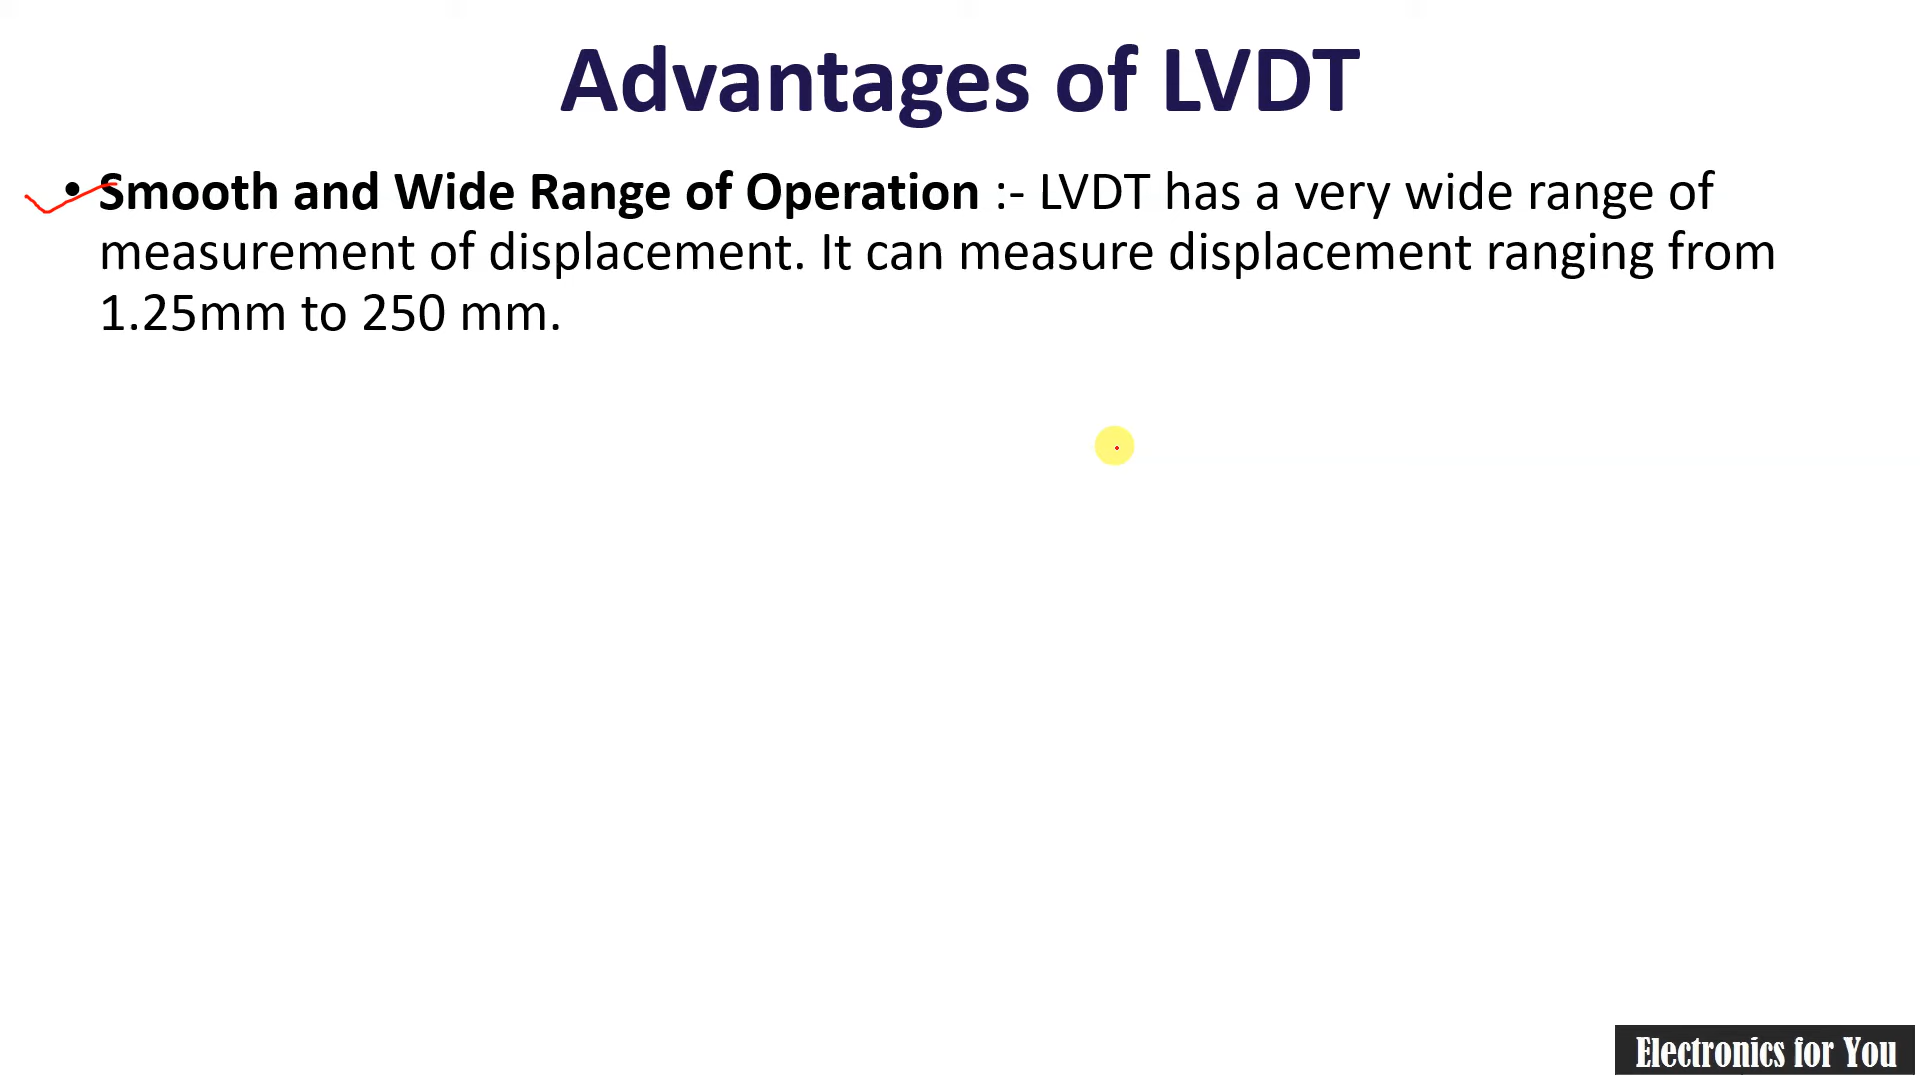 Advantages of LVDT
• Smooth and Wide Range of Operation :- LVDT has a very wide range of
measurement of displacement. It can measure displacement ranging from
1.25mm to 250 mm.
Electronics for You